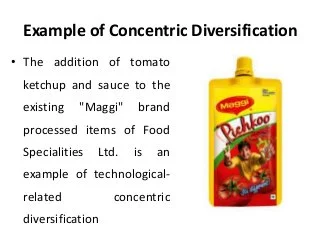 Example of Concentric Diversification
• The addition of tomato
ketchup and sauce to the
existing "Maggi" brand
processed items of Food
Specialities Ltd. is an
example of technological-
related concentric
diversification
Maggi
Pichkoo